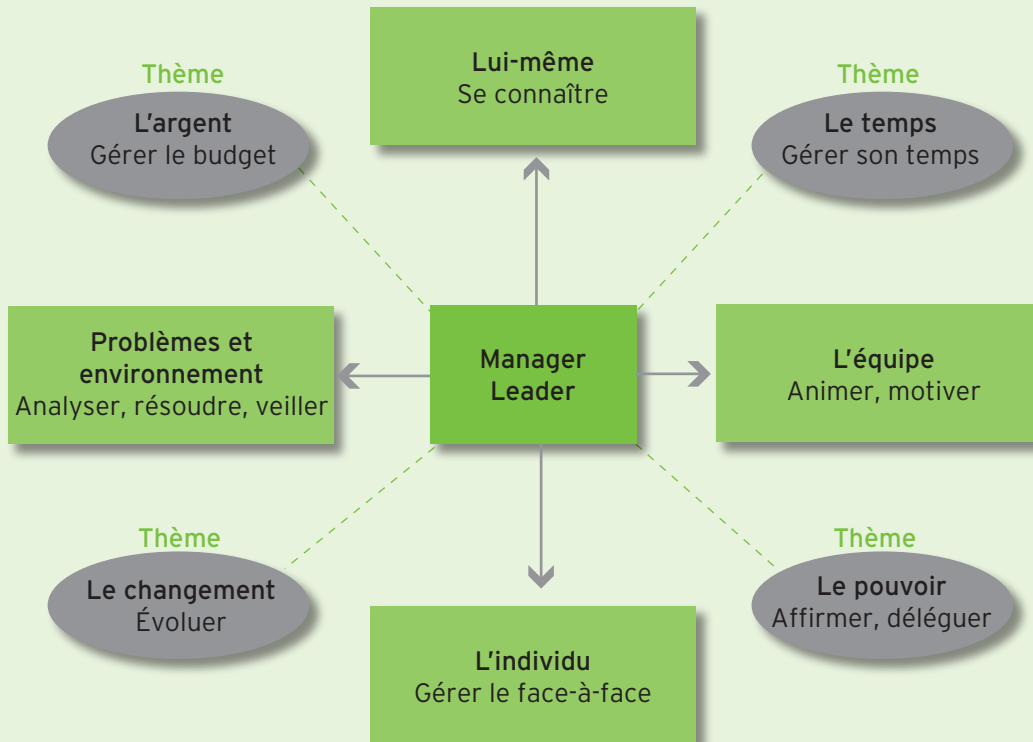 Lui-même
Se connaître
Thème
L'argent
Gérer le budget
Thème
Le temps
Gérer son temps
Problèmes et
environnement
Analyser, résoudre, veiller
Manager
Leader
L'équipe
Animer, motiver
Thème
Le changement
Évoluer
Thème
Le pouvoir
Affirmer, déléguer
L'individu
Gérer le face-à-face